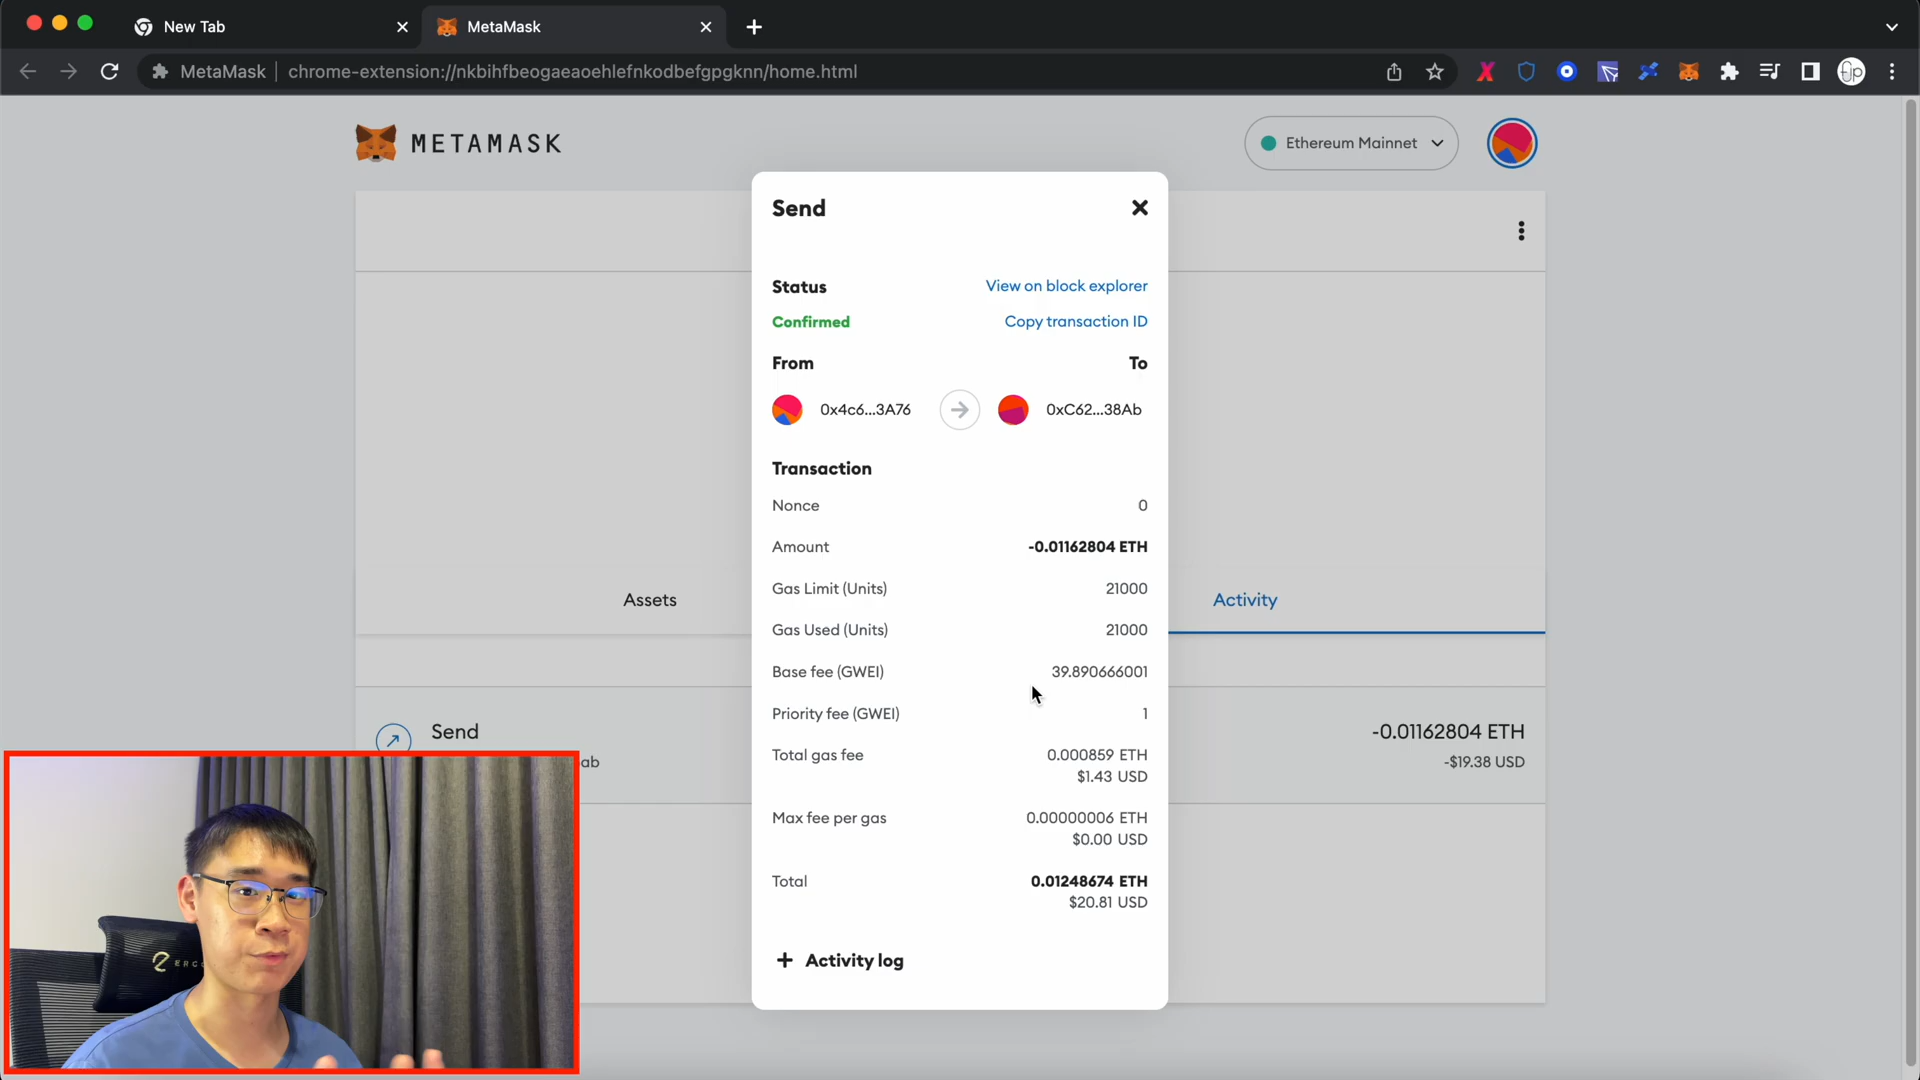 New Tab
MetaMask
MetaMask
chrome-extension://nkbihfbeogaeaoehlefnkodbefgpgknn/home.html
METAMASK
Ethereum Mainnet
Send
Status
View on block explorer
Confirmed
Copy transaction ID
From
To
0x4c6...3A76
0xC62...38Ab
Transaction
Nonce
0
Amount
-0.01162804 ETH
Gas Limit (Units)
21000
Gas Used (Units)
21000
Base fee (GWEI)
39.890666001
Priority fee (GWEI)
1
Total gas fee
0.000859 ETH
$1.43 USD
Max fee per gas
0.00000006 ETH
$0.00 USD
Total
0.01248674 ETH
$20.81 USD
Activity log
Assets
Activity
Send
ab
-0.01162804 ETH
-$19.38 USD